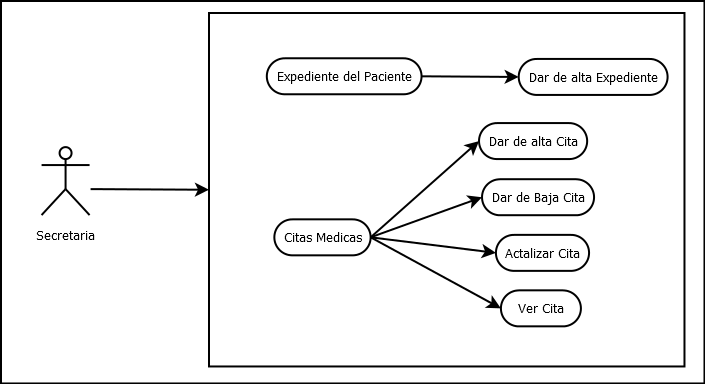 Expediente del Paciente
Dar de alta Expediente
Dar de alta Cita
Dar de Baja Cita
Secretaria
Citas Medicas
Actalizar Cita
Ver Cita